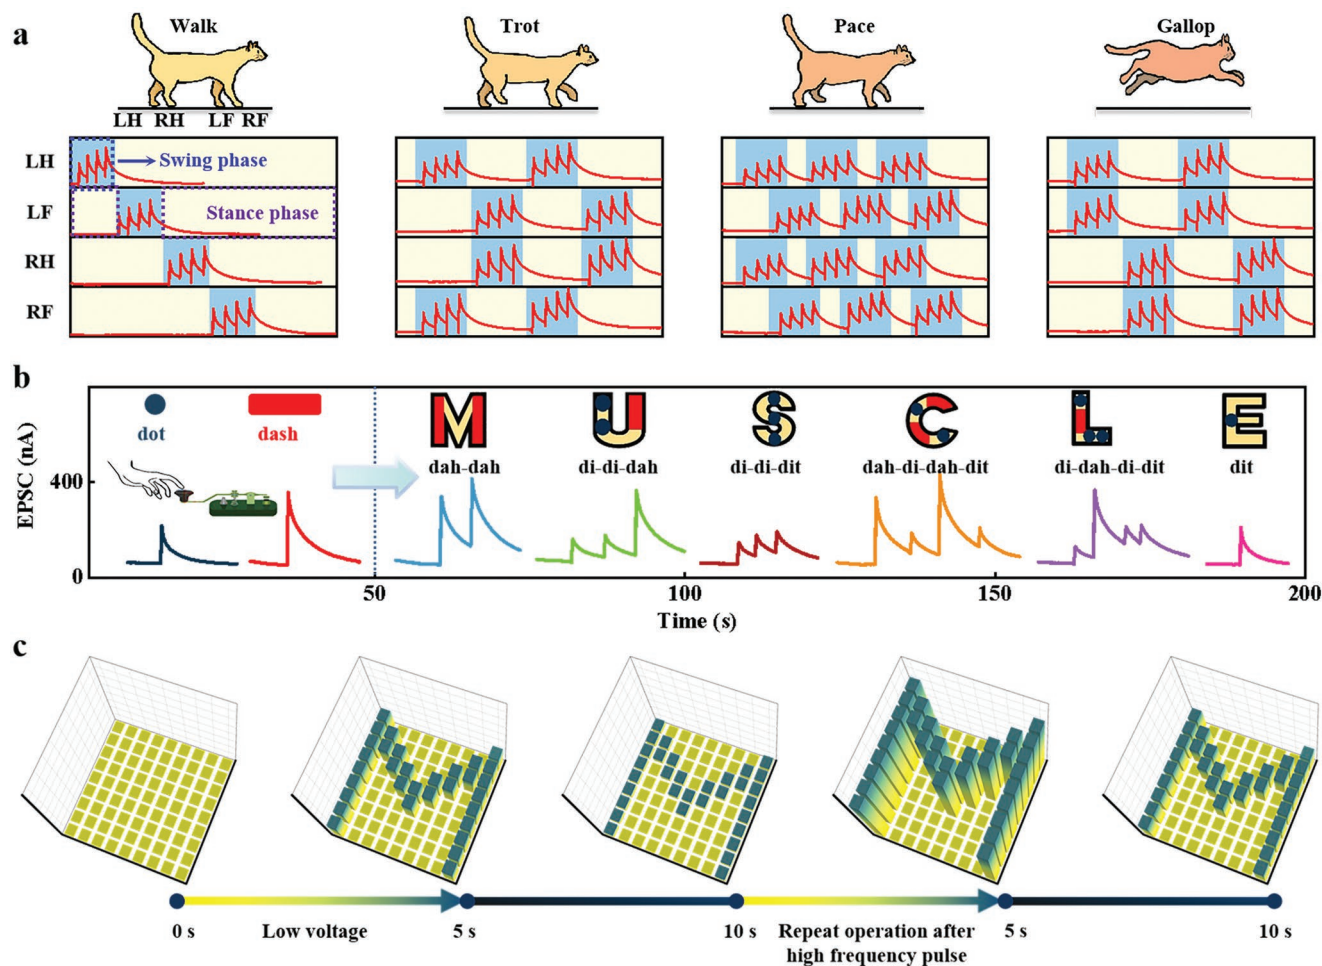 a
Walk
Trot
Pace
Gallop
LH RH LF RF
LH
Swing phase
LF
Stance phase
RH
RF
b
dot
dash
M
U
S
C
L
E
dah-dah
di-di-dah
di-di-dit
dah-di-dah-dit
di-dah-di-dit
dit
EPSC (nA)
400
0
50
100
150
200
Time (s)
c
0 s
Low voltage
5 s
10 s
Repeat operation after
high frequency pulse
5 s
10 s